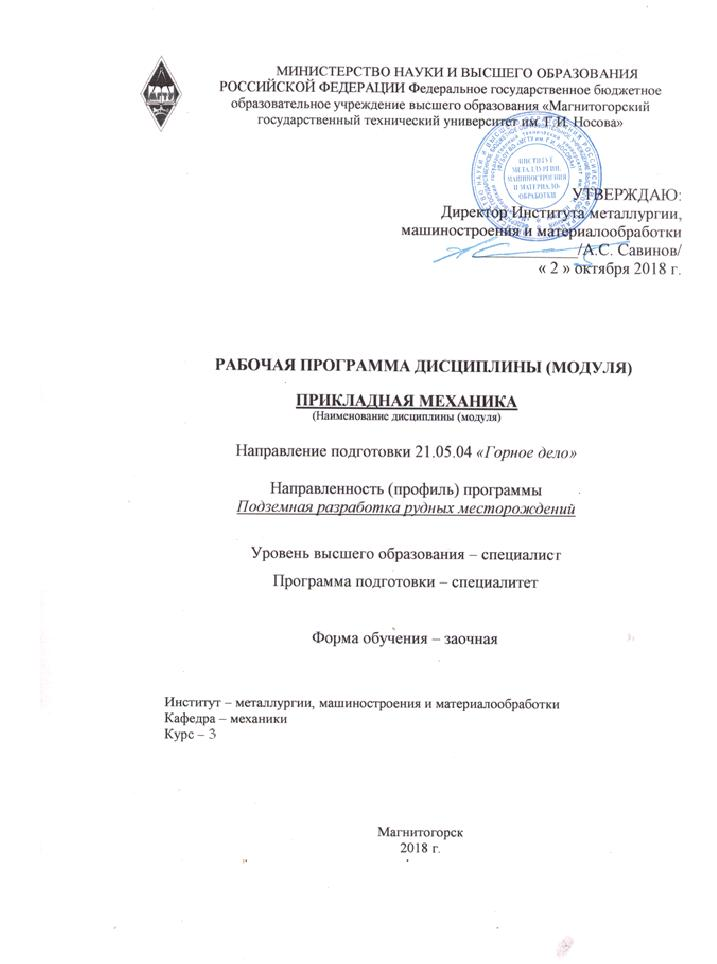 МИНИСТЕРСТВО НАУКИ И ВЫСШЕГО ОБРАЗОВАНИЯ
РОССИЙСКОЙ ФЕДЕРАЦИИ Федеральное государственное бюджетное
образовательное учреждение высшего образования «Магнитогорский
государственный технический университет им. Г.И. Носова»
ИНСТИТУТ
МЕТАЛЛУРГИИ,
МАШИНОСТРОЕНИЯ
И МАТЕРИАЛО-
ОБРАБОТКИ
УТВЕРЖДАЮ:
Директор Института металлургии,
машиностроения и материалообработки
/А.С. Савинов/
« 2 » октября 2018 г.
РАБОЧАЯ ПРОГРАММА ДИСЦИПЛИНЫ (МОДУЛЯ)
ПРИКЛАДНАЯ МЕХАНИКА
(Наименование дисциплины (модуля)
Направление подготовки 21.05.04 «Горное дело»
Направленность (профиль) программы
Подземная разработка рудных месторождений
Уровень высшего образования – специалист
Программа подготовки – специалитет
Форма обучения – заочная
Институт – металлургии, машиностроения и материалообработки
Кафедра – механики
Курс – 3
Магнитогорск
2018 г.